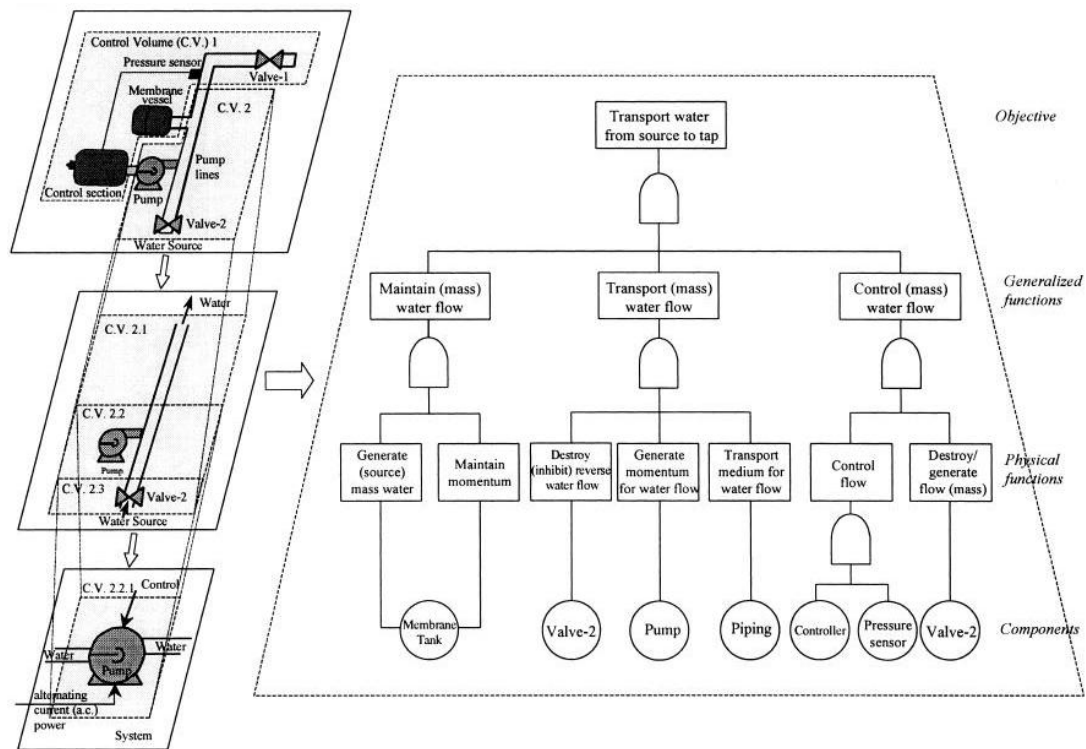 Control Volume (C.V.) 1
Pressure sensor
Valve-1
Membrane
vessel
C.V. 2
Pump
lines
Control section
Pump
Valve-2
Water Source
Water
C.V. 2.1
C.V. 2.2
Pump
C.V. 2.3
Valve-2
Water Source
C.V. 2.2.1
Control
Water
Water
Pump
alternating
current (a.c.)
power
System
Objective
Transport water
from source to tap
Generalized
functions
Maintain (mass)
water flow
Transport (mass)
water flow
Control (mass)
water flow
Physical
functions
Generate
(source)
mass water
Maintain
momentum
Destroy
(inhibit) reverse
water flow
Generate
momentum
for water flow
Transport
medium for
water flow
Control
flow
Destroy/
generate
flow (mass)
Components
Membrane
Tank
Valve-2
Pump
Piping
Controller
Pressure
sensor
Valve-2